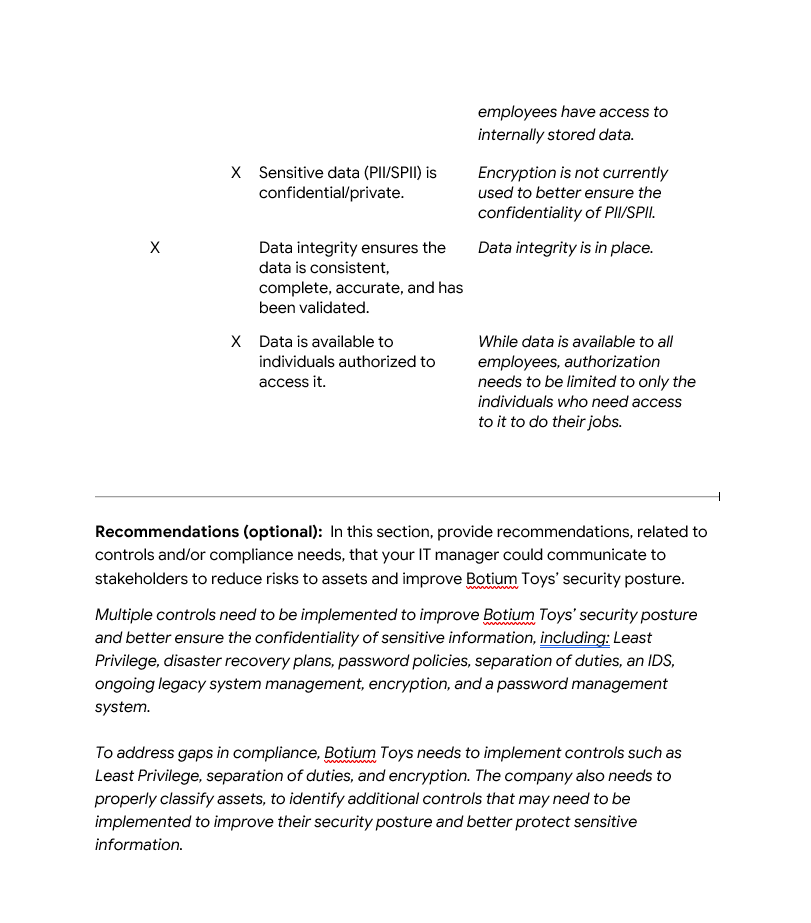 employees have access to
internally stored data.
X Sensitive data (PII/SPII) is Encryption is not currently
confidential/private. used to better ensure the
confidentiality of PII/SPII.
X Data integrity ensures the Data integrity is in place.
data is consistent,
complete, accurate, and has
been validated.
X Data is available to While data is available to all
individuals authorized to employees, authorization
access it. needs to be limited to only the
individuals who need access
to it to do their jobs.
Recommendations (optional): In this section, provide recommendations, related to
controls and/or compliance needs, that your IT manager could communicate to
stakeholders to reduce risks to assets and improve Botium Toys’ security posture.
Multiple controls need to be implemented to improve Botium Toys’ security posture
and better ensure the confidentiality of sensitive information, including: Least
Privilege, disaster recovery plans, password policies, separation of duties, an IDS,
ongoing legacy system management, encryption, and a password management
system.
To address gaps in compliance, Botium Toys needs to implement controls such as
Least Privilege, separation of duties, and encryption. The company also needs to
properly classify assets, to identify additional controls that may need to be
implemented to improve their security posture and better protect sensitive
information.